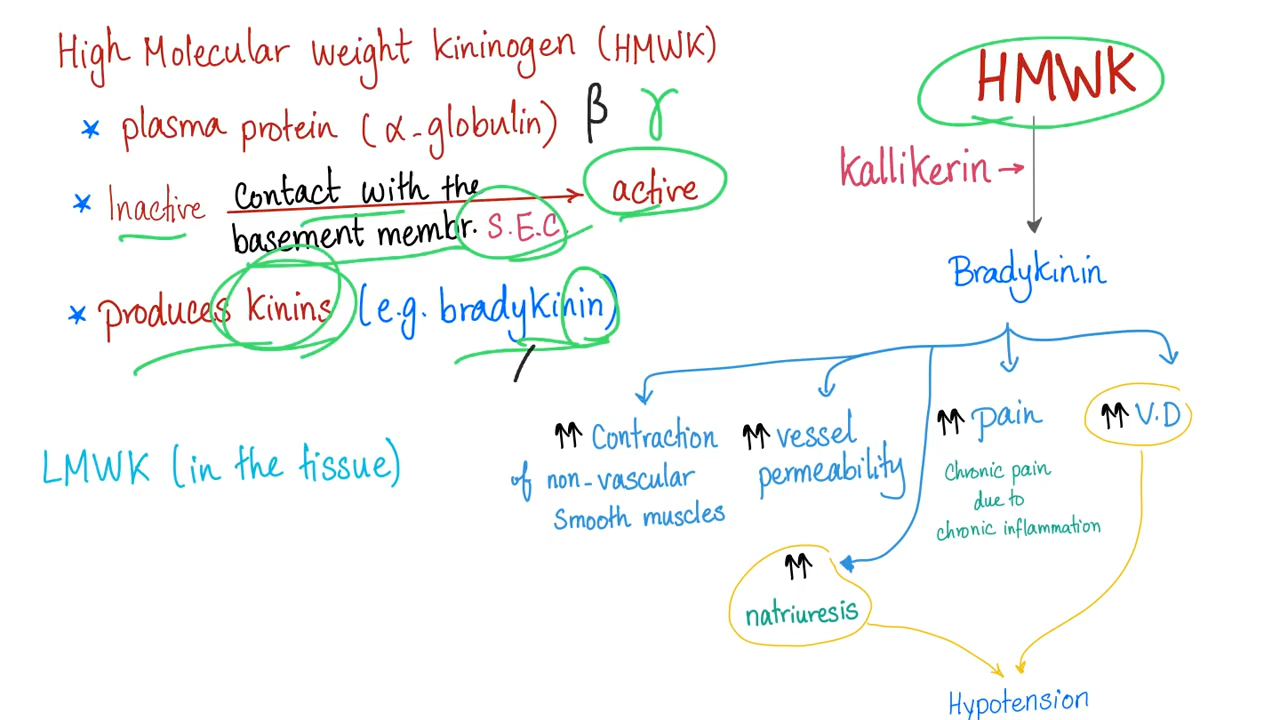 High Molecular weight kininogen (HMWK)
* plasma protein (α-globulin) β γ
* Inactive Contact with the basement membr. S.E.C. → active
* produces kinins (e.g. bradykinin)
LMWK (in the tissue)
HMWK
Kallikerin →
Bradykinin
↑↑ Contraction
of non-vascular
Smooth muscles
↑↑ vessel
permeability
↑↑ pain
Chronic pain
due to
chronic inflammation
↑↑ V.D
↑↑
natriuresis
Hypotension